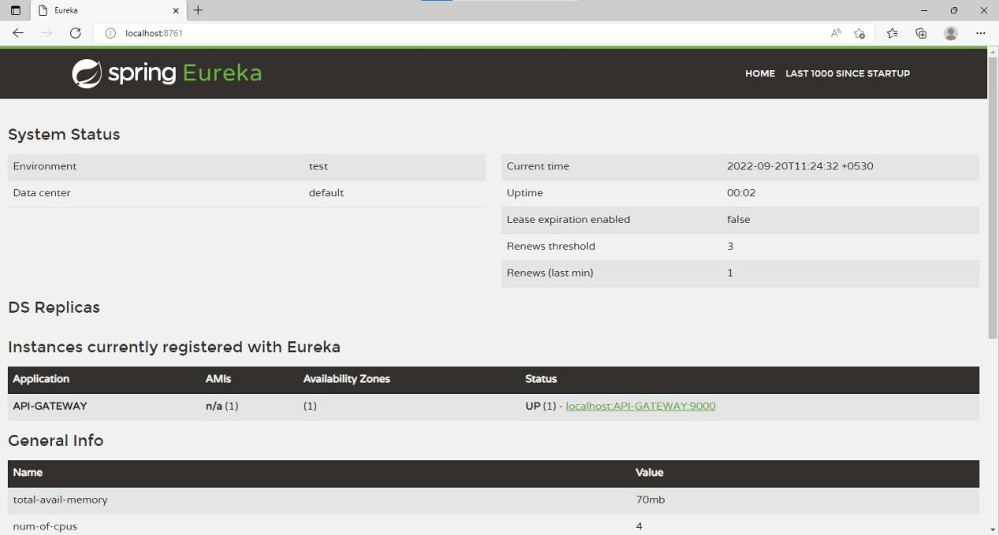 Eureka
localhost:8761
spring Eureka
HOME LAST 1000 SINCE STARTUP
System Status
Environment test
Data center default
Current time 2022-09-20T11:24:32 +0530
Uptime 00:02
Lease expiration enabled false
Renews threshold 3
Renews (last min) 1
DS Replicas
Instances currently registered with Eureka
Application AMIs Availability Zones Status
API-GATEWAY n/a (1) (1) UP (1) - localhost:API-GATEWAY:9000
General Info
Name Value
total-avail-memory 70mb
num-of-cpus 4